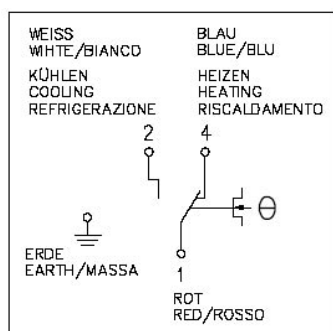 WEISS
WIHTE/BIANCO
KÜHLEN
COOLING
REFRIGERAZIONE
2
BLAU
BLUE/BLU
HEIZEN
HEATING
RISCALDAMENTO
4
ERDE
EARTH/MASSA
1
ROT
RED/ROSSO